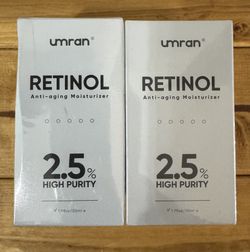 umran®
RETINOL
Anti-aging Moisturizer
2.5%
HIGH PURITY
umran®
RETINOL
Anti-aging Moisturizer
2.5%
HIGH PURITY